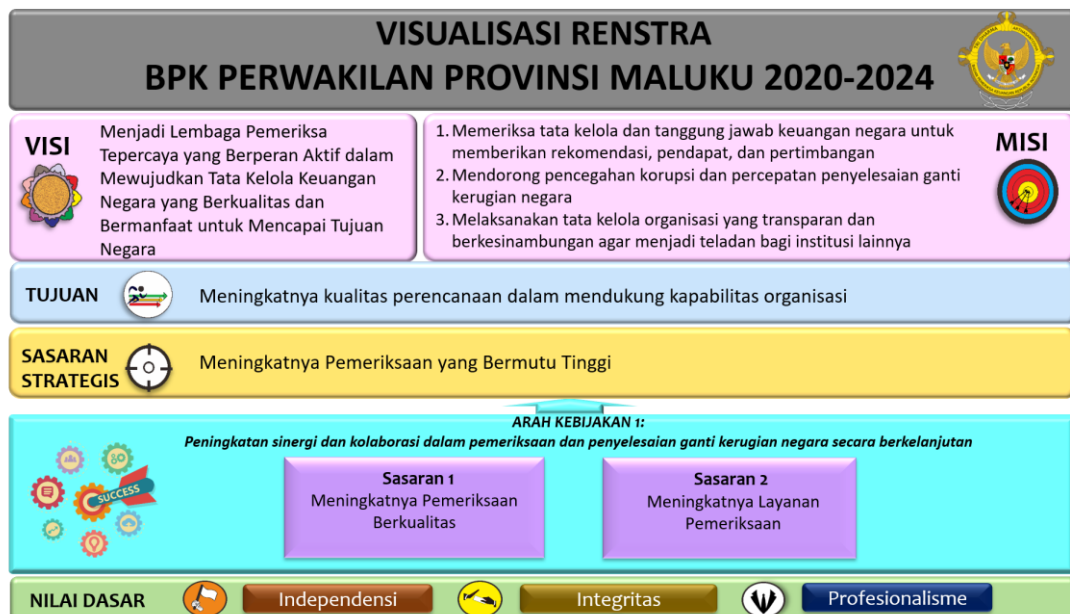 VISUALISASI RENSTRA
BPK PERWAKILAN PROVINSI MALUKU 2020-2024
VISI
Menjadi Lembaga Pemeriksa
Tepercaya yang Berperan Aktif dalam
Mewujudkan Tata Kelola Keuangan
Negara yang Berkualitas dan
Bermanfaat untuk Mencapai Tujuan
Negara
MISI
1. Memeriksa tata kelola dan tanggung jawab keuangan negara untuk
memberikan rekomendasi, pendapat, dan pertimbangan
2. Mendorong pencegahan korupsi dan percepatan penyelesaian ganti
kerugian negara
3. Melaksanakan tata kelola organisasi yang transparan dan
berkesinambungan agar menjadi teladan bagi institusi lainnya
TUJUAN
Meningkatnya kualitas perencanaan dalam mendukung kapabilitas organisasi
SASARAN
STRATEGIS
Meningkatnya Pemeriksaan yang Bermutu Tinggi
ARAH KEBIJAKAN 1:
Peningkatan sinergi dan kolaborasi dalam pemeriksaan dan penyelesaian ganti kerugian negara secara berkelanjutan
SUCCESS
Sasaran 1
Meningkatnya Pemeriksaan
Berkualitas
Sasaran 2
Meningkatnya Layanan
Pemeriksaan
NILAI DASAR
Independensi
Integritas
Profesionalisme